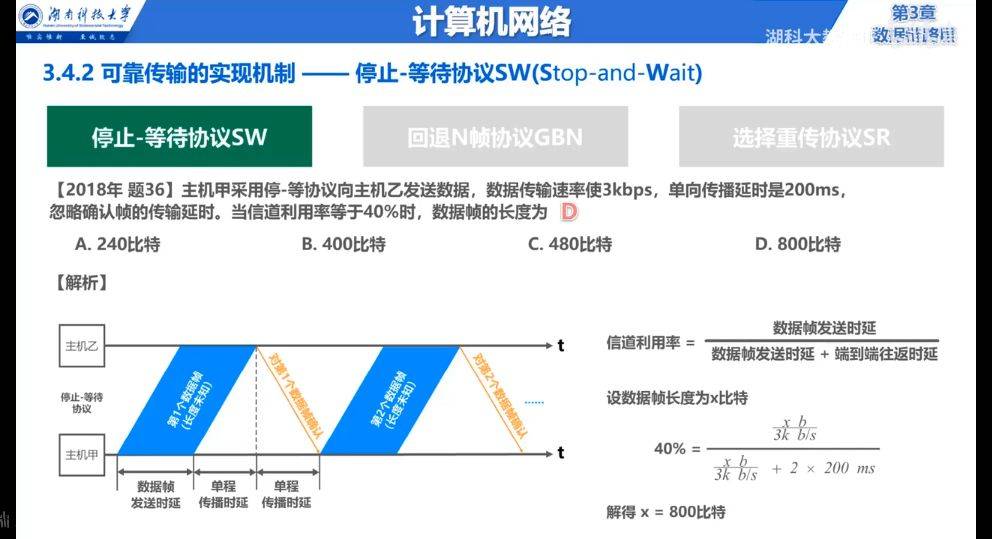 湖南科技大学
Hunan University of Science and Technology
唯实惟新 至诚致志
计算机网络
第3章
数据链路层
湖科大教
3.4.2 可靠传输的实现机制 —— 停止-等待协议SW(Stop-and-Wait)
停止-等待协议SW
回退N帧协议GBN
选择重传协议SR
【2018年 题36】主机甲采用停-等协议向主机乙发送数据，数据传输速率使3kbps，单向传播延时是200ms，
忽略确认帧的传输延时。当信道利用率等于40%时，数据帧的长度为 D
A. 240比特
B. 400比特
C. 480比特
D. 800比特
【解析】
主机乙
t
第1个数据帧
(长度未知)
对第1个数据帧确认
第2个数据帧
(长度未知)
对第2个数据帧确认
……
停止-等待
协议
主机甲
t
数据帧
发送时延
单程
传播时延
单程
传播时延
信道利用率 =
数据帧发送时延
数据帧发送时延 + 端到端往返时延
设数据帧长度为x比特
40% =
x b
3k b/s
x b
3k b/s
+ 2 × 200 ms
解得 x = 800比特